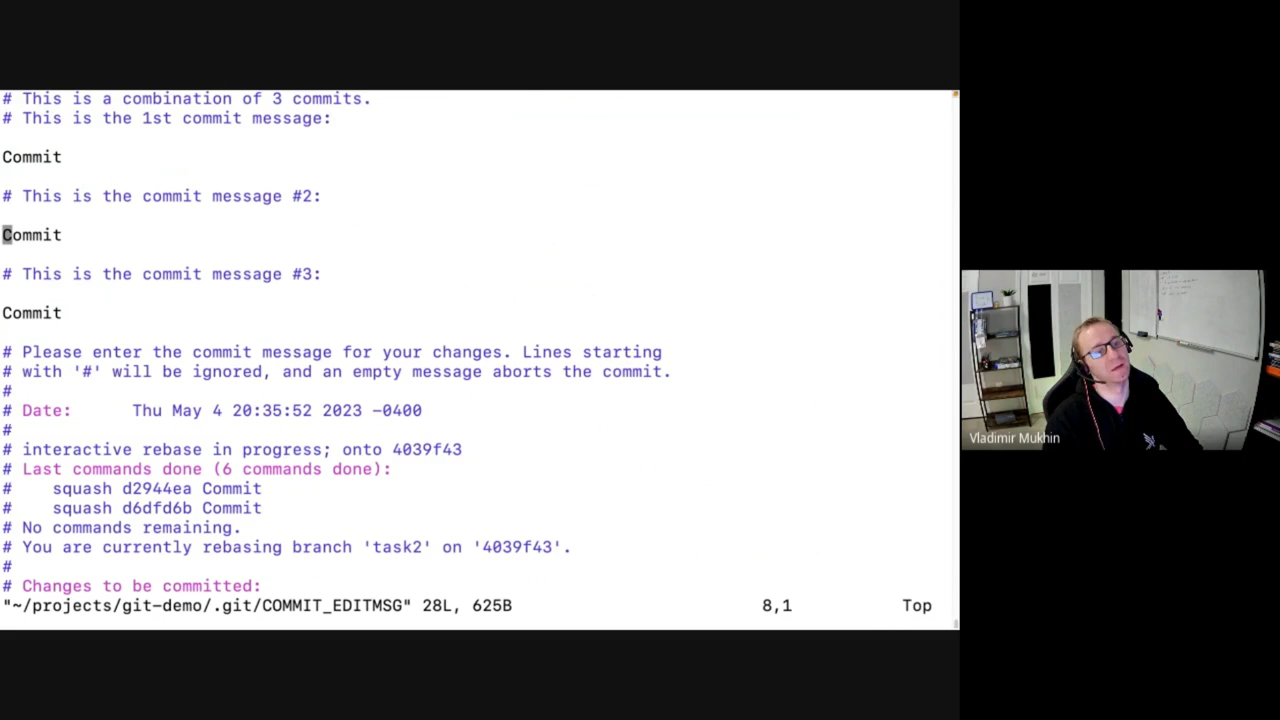 # This is a combination of 3 commits.
# This is the 1st commit message:
Commit
# This is the commit message #2:
Commit
# This is the commit message #3:
Commit
# Please enter the commit message for your changes. Lines starting
# with '#' will be ignored, and an empty message aborts the commit.
#
# Date:      Thu May 4 20:35:52 2023 -0400
#
# interactive rebase in progress; onto 4039f43
# Last commands done (6 commands done):
#    squash d2944ea Commit
#    squash d6dfd6b Commit
# No commands remaining.
# You are currently rebasing branch 'task2' on '4039f43'.
#
# Changes to be committed:
"~/projects/git-demo/.git/COMMIT_EDITMSG" 28L, 625B 8,1 Top
Vladimir Mukhin